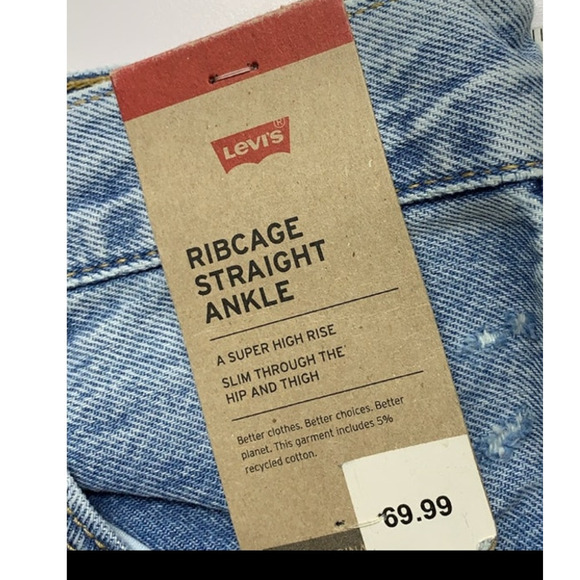 Levi's®
RIBCAGE
STRAIGHT
ANKLE
A SUPER HIGH RISE
SLIM THROUGH THE
HIP AND THIGH
Better clothes. Better choices. Better
planet. This garment includes 5%
recycled cotton.
69.99